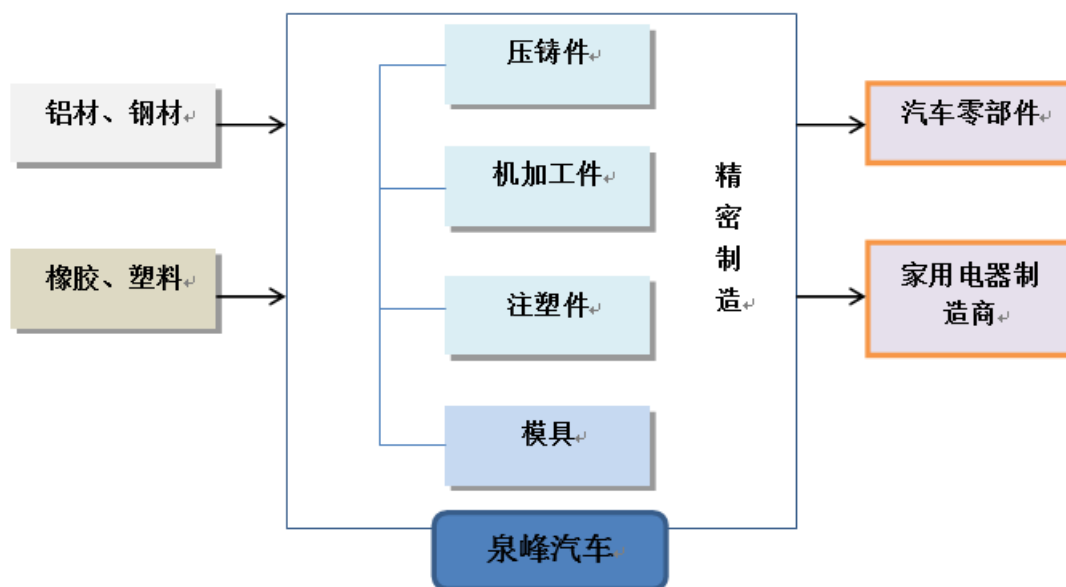 铝材、钢材
橡胶、塑料
压铸件
机加工件
注塑件
模具
精
密
制
造
泉峰汽车
汽车零部件
家用电器制
造商